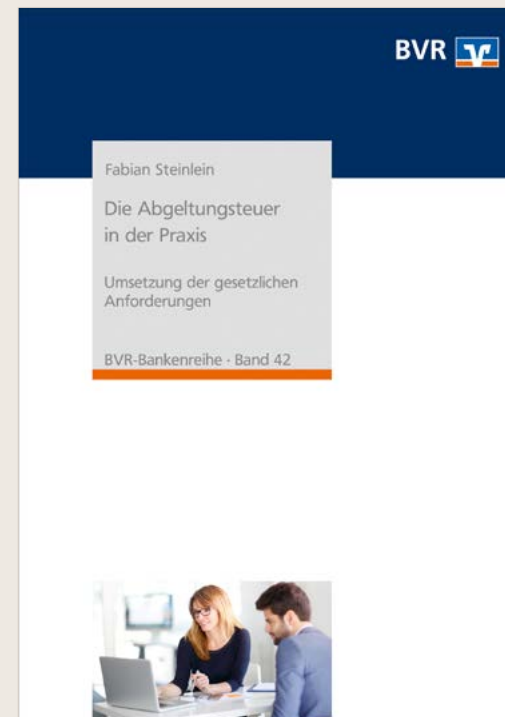 BVR
Fabian Steinlein
Die Abgeltungsteuer
in der Praxis
Umsetzung der gesetzlichen
Anforderungen
BVR-Bankenreihe · Band 42